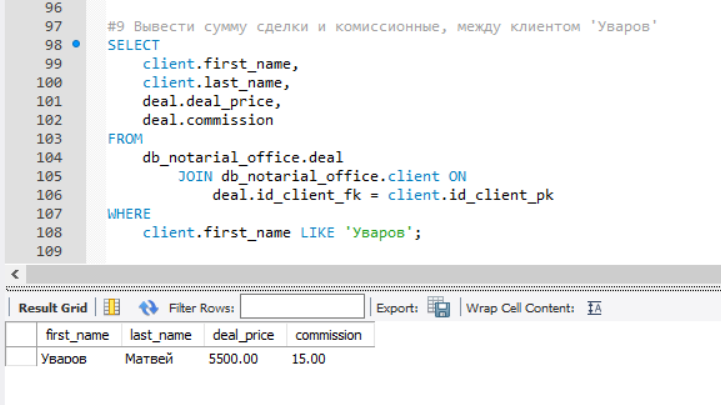 96
97 #9 Вывести сумму сделки и комиссионные, между клиентом 'Уваров'
98 SELECT
99 client.first_name,
100 client.last_name,
101 deal.deal_price,
102 deal.commission
103 FROM
104 db_notarial_office.deal
105 JOIN db_notarial_office.client ON
106 deal.id_client_fk = client.id_client_pk
107 WHERE
108 client.first_name LIKE 'Уваров';
109
Result Grid Filter Rows: Export: Wrap Cell Content:
first_name last_name deal_price commission
Уваров Матвей 5500.00 15.00